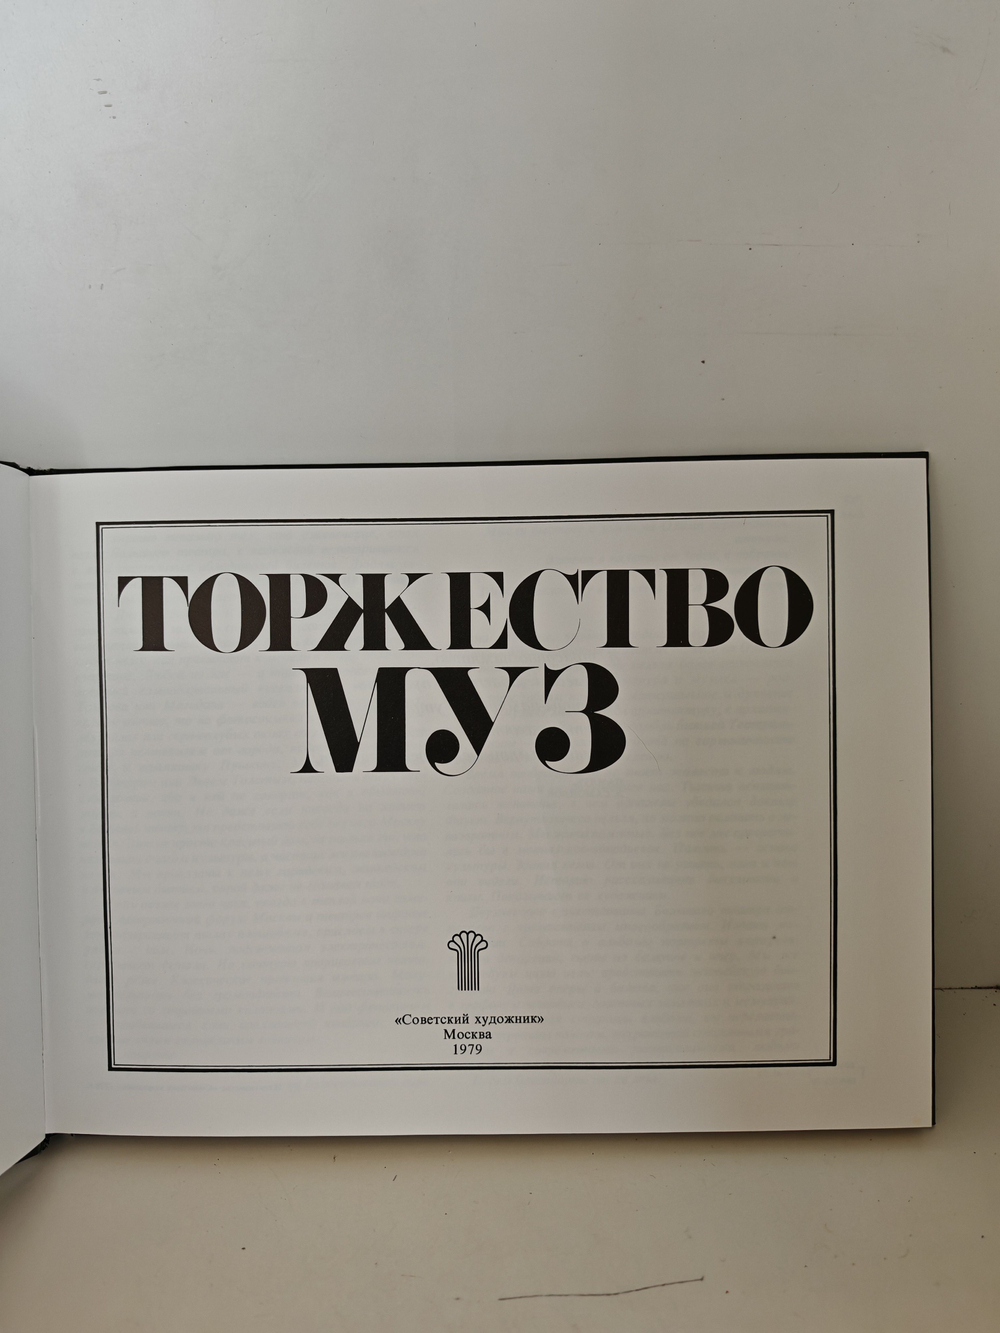 ТОРЖЕСТВО
МУЗ
«Советский художник»
Москва
1979